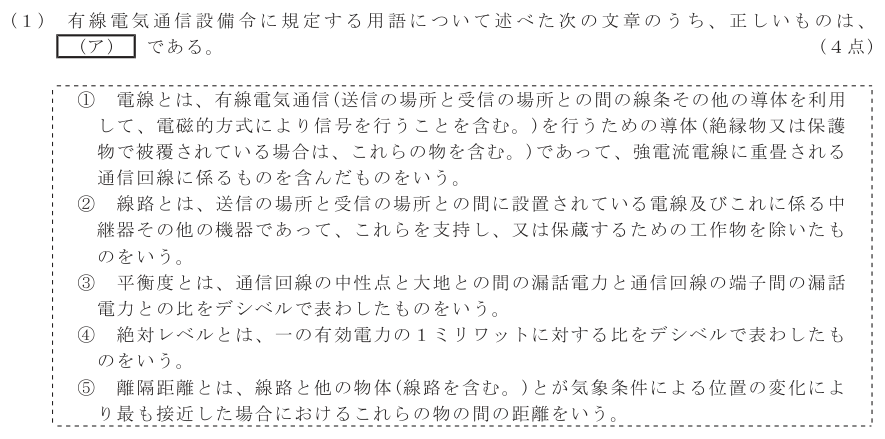 (1) 有線電気通信設備令に規定する用語について述べた次の文章のうち、正しいものは、
(ア) である。 (4点)
① 電線とは、有線電気通信(送信の場所と受信の場所との間の線条その他の導体を利用
して、電磁的方式により信号を行うことを含む。)を行うための導体(絶縁物又は保護
物で被覆されている場合は、これらの物を含む。)であって、強電流電線に重畳される
通信回線に係るものを含んだものをいう。
② 線路とは、送信の場所と受信の場所との間に設置されている電線及びこれに係る中
継器その他の機器であって、これらを支持し、又は保蔵するための工作物を除いたも
のをいう。
③ 平衡度とは、通信回線の中性点と大地との間の漏話電力と通信回線の端子間の漏話
電力との比をデシベルで表わしたものをいう。
④ 絶対レベルとは、一の有効電力の1ミリワットに対する比をデシベルで表わしたも
のをいう。
⑤ 離隔距離とは、線路と他の物体(線路を含む。)とが気象条件による位置の変化によ
り最も接近した場合におけるこれらの物の間の距離をいう。